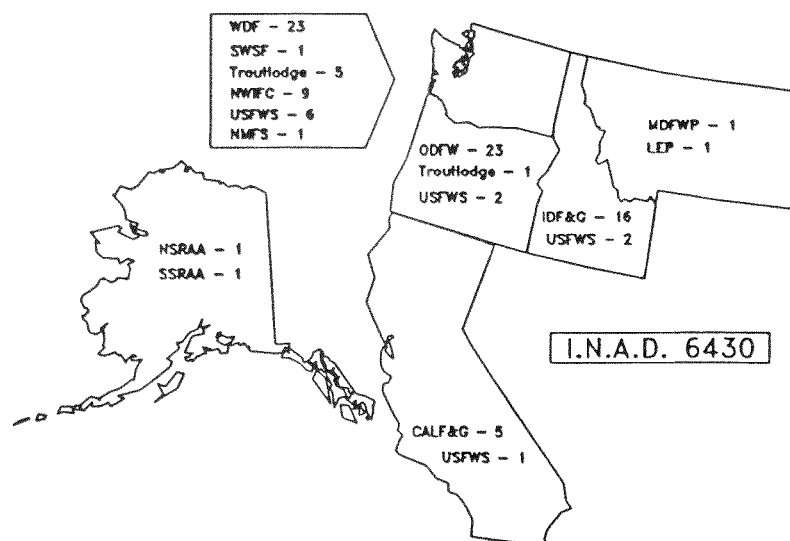 WDF - 23
SWSF - 1
Troutlodge - 3
NWIFC - 9
USFWS - 6
NMFS - 1
ODFW - 23
Troutlodge - 1
USFWS - 2
MDFWP - 1
LEP - 1
IDF&G - 16
USFWS - 2
NSRAA - 1
SSRAA - 1
I.N.A.D. 6430
CALF&G - 5
USFWS - 1